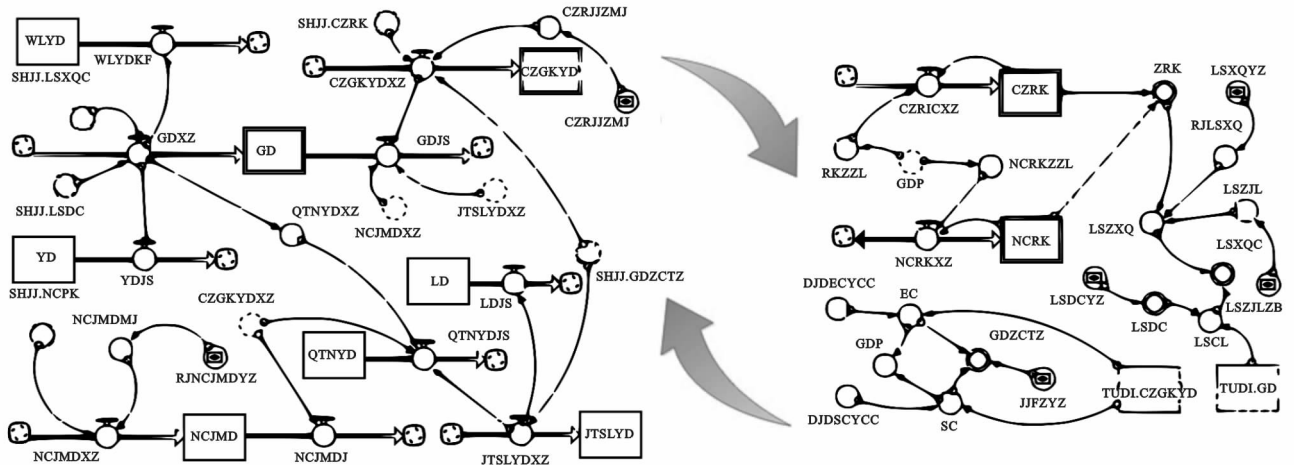 SHJJ.CZRK
CZRJJZMJ
WLYD
WLYDKF
SHJJ.LSXQC
CZGKYDXZ
CZGKYD
CZRJJZMJ
GDXZ
GD
GDJS
SHJJ.LSDC
QTNYDXZ
NCJMDXZ
JTSLYDXZ
YD
YDJS
SHJJ.NCPK
LD
LDJS
SHJJ.GDZCTZ
CZGKYDXZ
NCJMDMJ
RJNCJMDYZ
QTNYD
QTNYDJS
NCJMDXZ
NCJMD
NCJMDJ
JTSLYDXZ
JTSLYD
ZRK
LSXQYZ
CZRICXZ
CZRK
RJLSXQ
RKZZL
GDP
NCRKZZL
LSZJL
LSZXQ
LSXQC
NCRKXZ
NCRK
DJDECYCC
EC
LSDCYZ
LSDC
LSZJLZB
LSCL
GDP
GDZCTZ
TUDI.CZGKYD
TUDI.GD
JJFZYZ
DJDSCYCC
SC